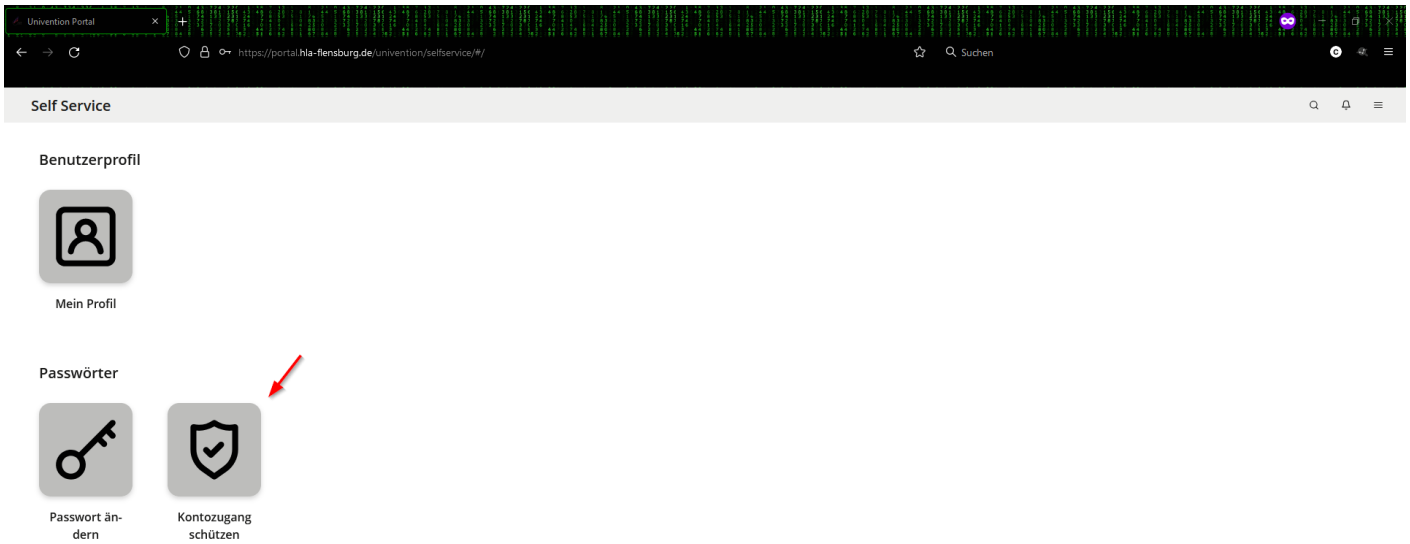 Univention Portal
https://portal.hla-flensburg.de/univention/selfservice/#/
Suchen
Self Service
Benutzerprofil
Mein Profil
Passwörter
Passwort än-
dern
Kontozugang
schützen